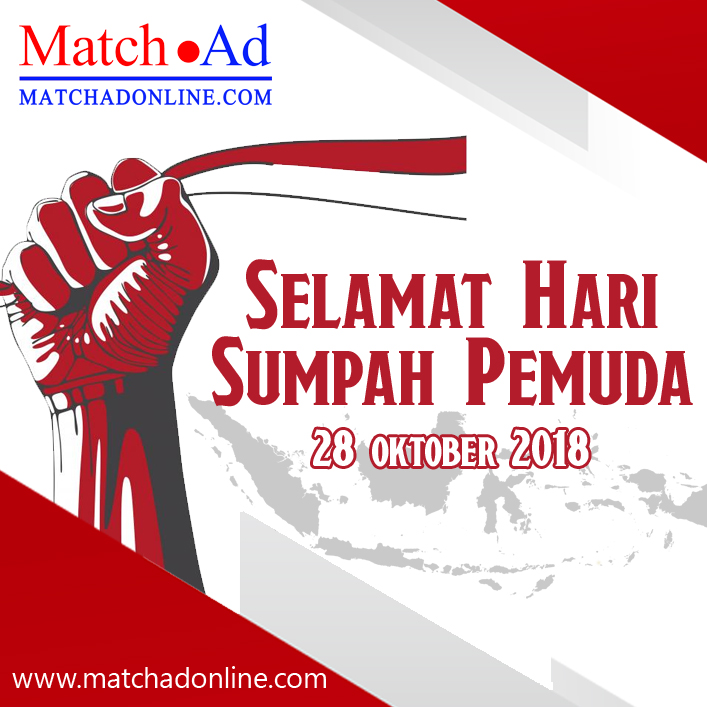 Match•Ad
MATCHADONLINE.COM
SELAMAT HARI
SUMPAH PEMUDA
28 OKTOBER 2018
www.matchadonline.com